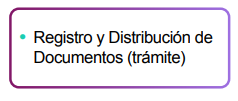 • Registro y Distribución de
Documentos (trámite)